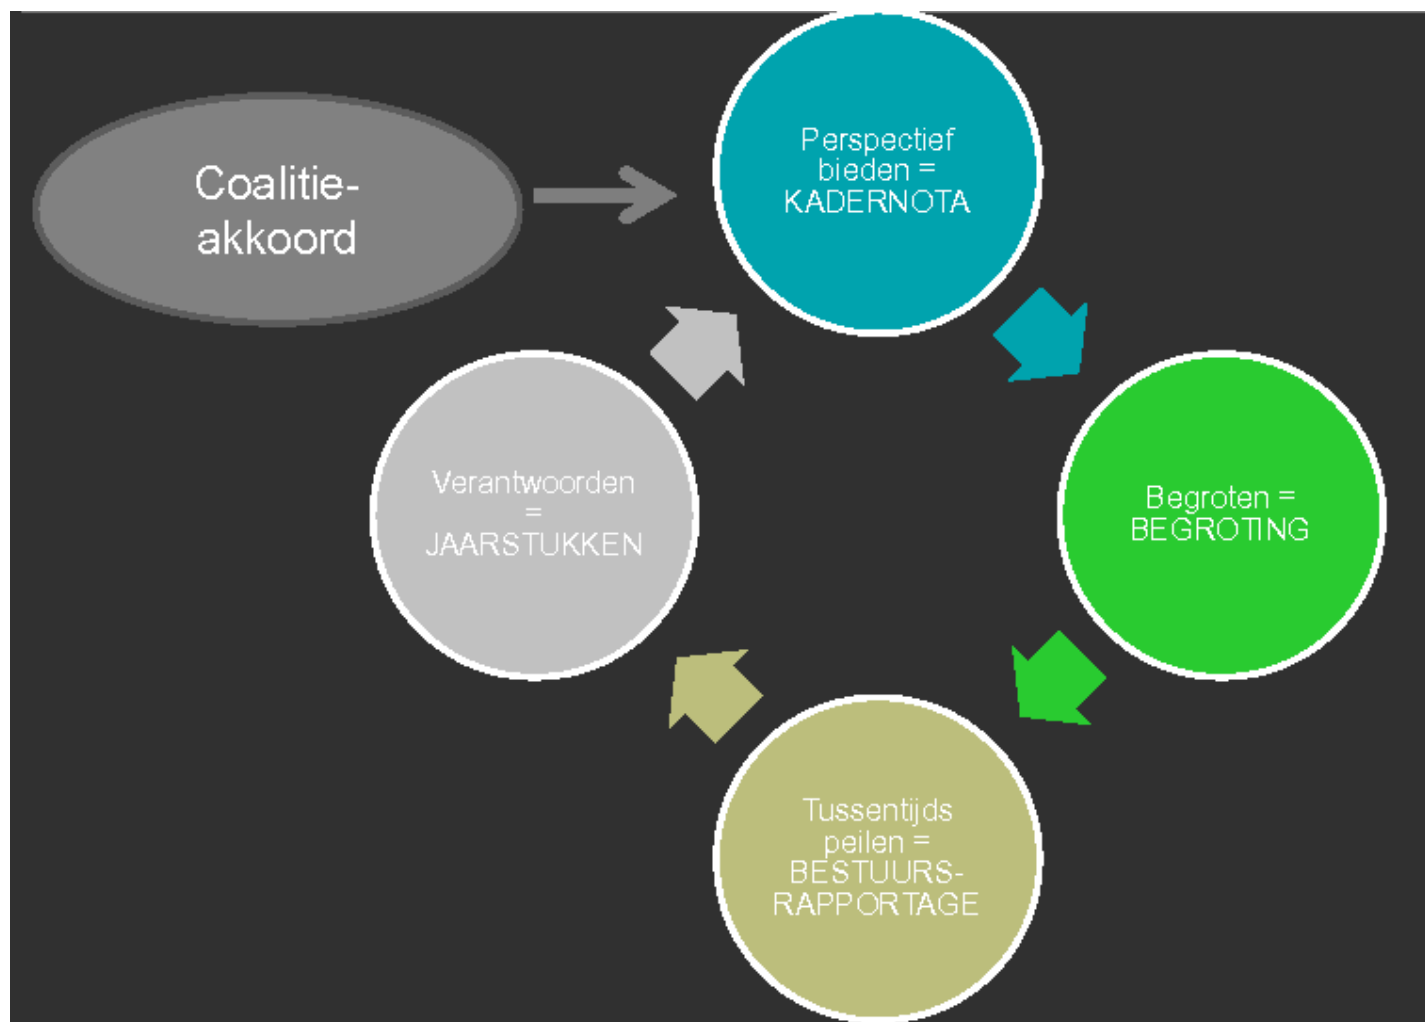 Coalitie-
akkoord
Perspectief
bieden =
KADERNOTA
Begroten =
BEGROTING
Tussentijds
peilen =
BESTUURS-
RAPPORTAGE
Verantwoorden
=
JAARSTUKKEN